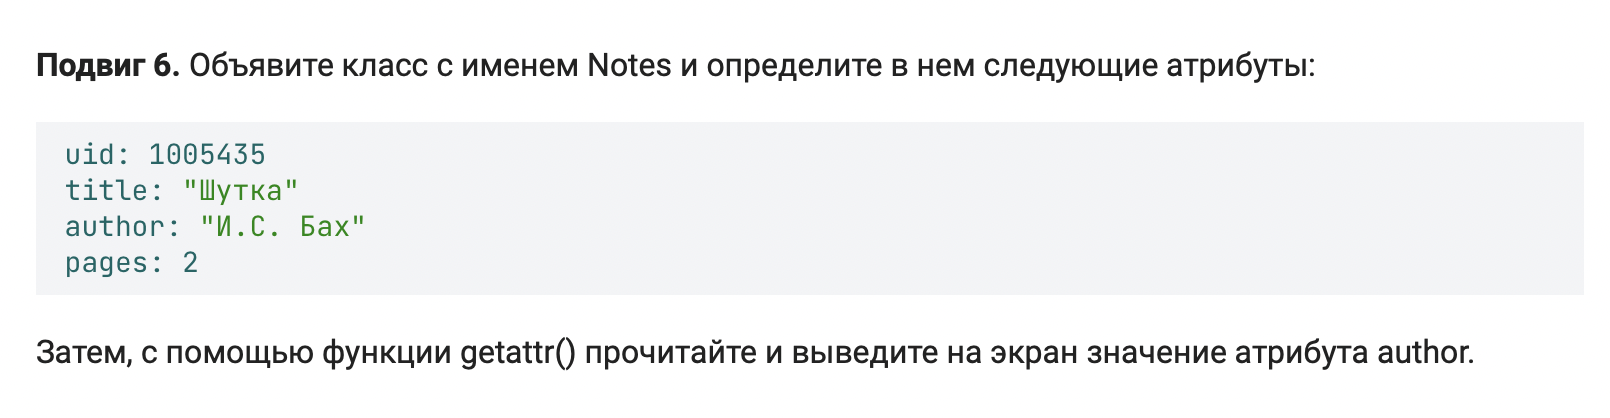 Подвиг 6. Объявите класс с именем Notes и определите в нем следующие атрибуты:
uid: 1005435
title: "Шутка"
author: "И.С. Бах"
pages: 2
Затем, с помощью функции getattr() прочитайте и выведите на экран значение атрибута author.